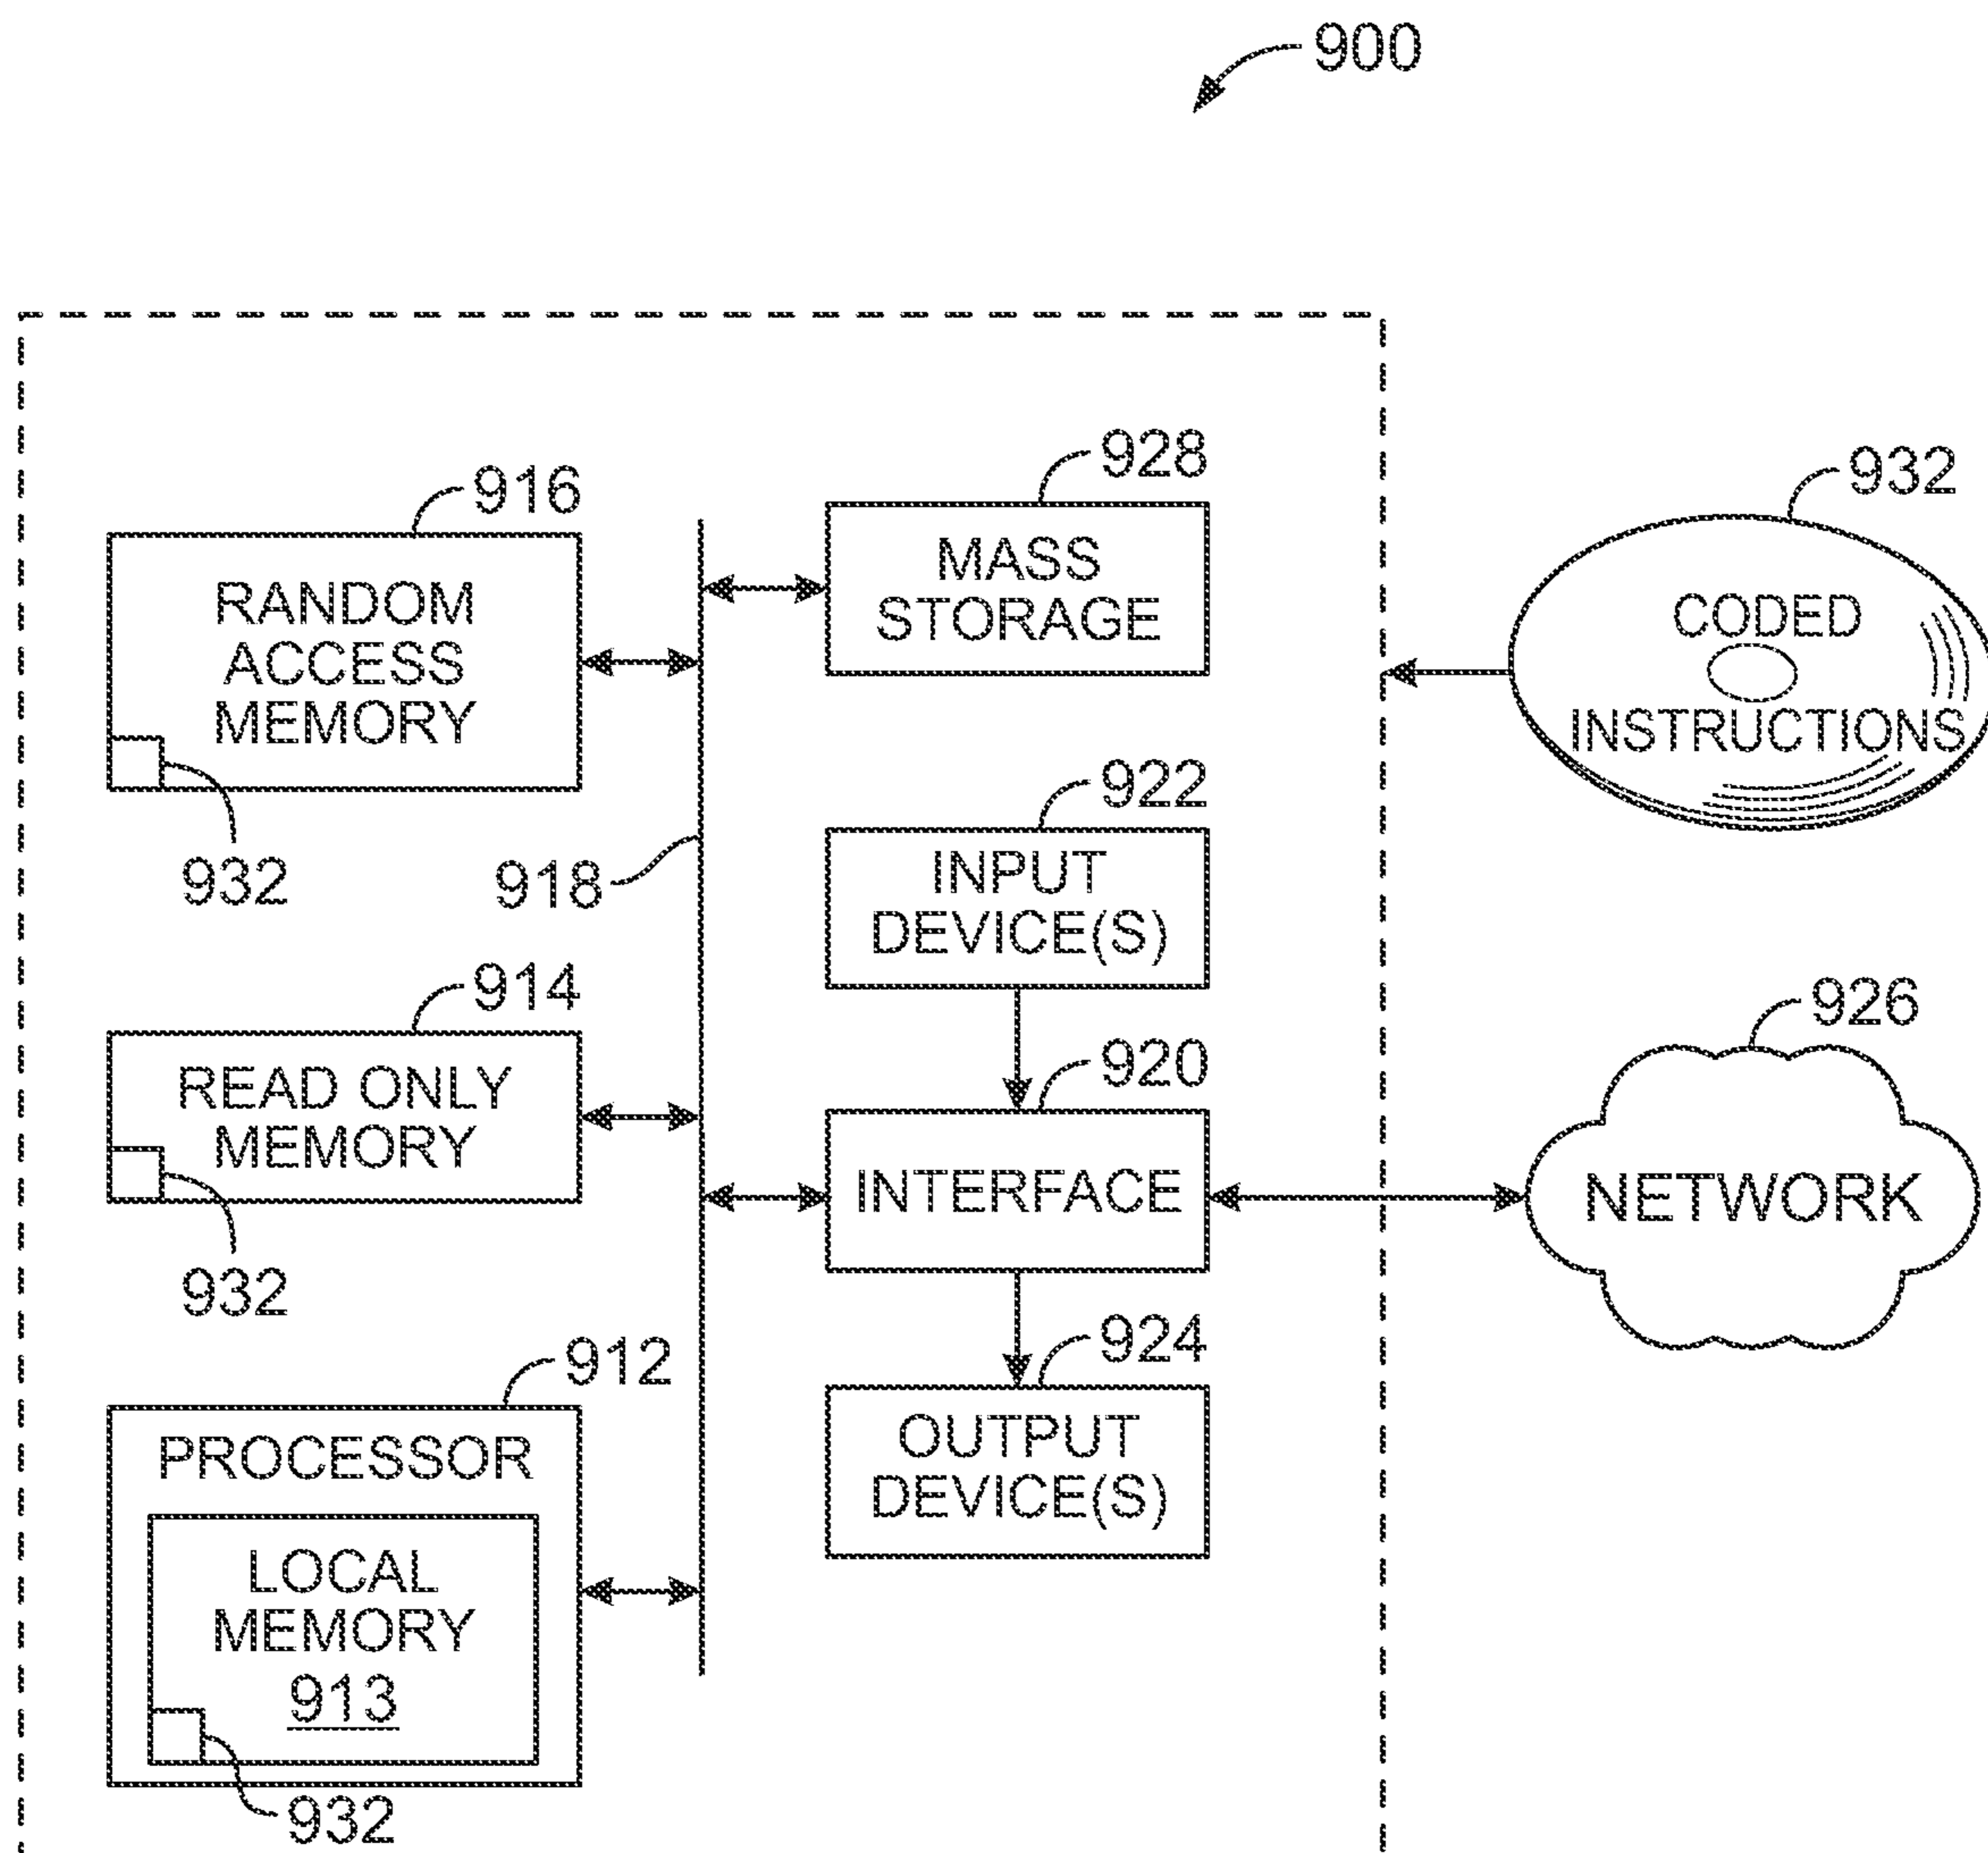 900
916
RANDOM
ACCESS
MEMORY
932
928
MASS
STORAGE
932
CODED
INSTRUCTIONS
918
922
INPUT
DEVICE(S)
914
READ ONLY
MEMORY
932
920
INTERFACE
926
NETWORK
912
PROCESSOR
LOCAL
MEMORY
913
932
924
OUTPUT
DEVICE(S)